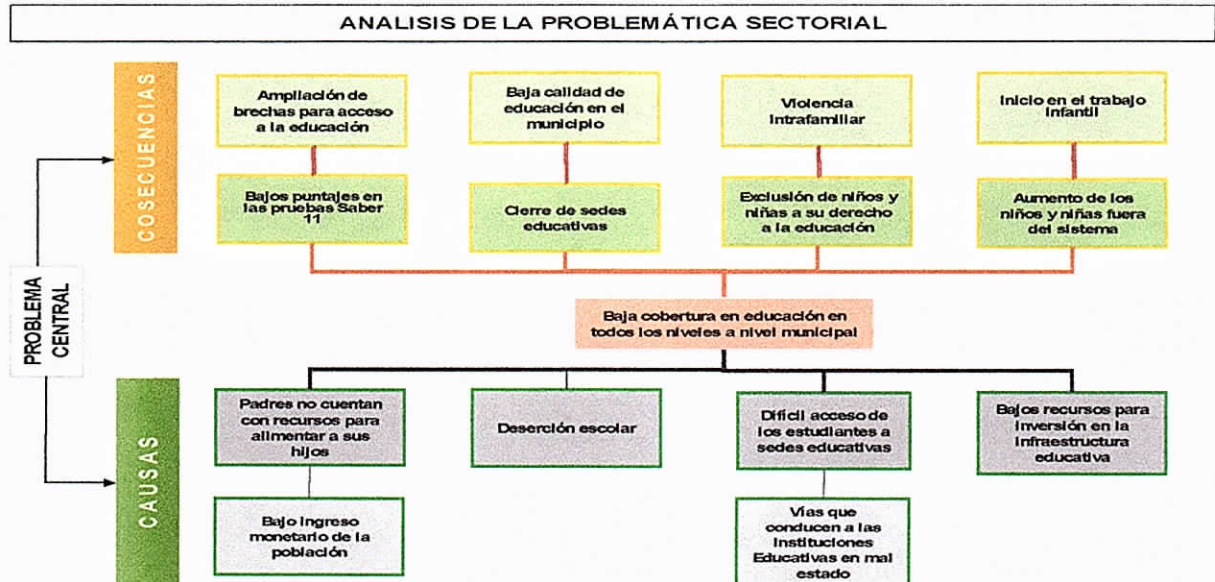 ANALISIS DE LA PROBLEMÁTICA SECTORIAL
COSECUENCIAS
Ampliación de
brechas para acceso
a la educación
Baja calidad de
educación en el
municipio
Violencia
Intrafamiliar
Inicio en el trabajo
Infantil
Bajos puntajes en
las pruebas Saber
11
Cierre de sedes
educativas
Exclusión de niños y
niñas a su derecho
a la educación
Aumento de los
niños y niñas fuera
del sistema
PROBLEMA
CENTRAL
Baja cobertura en educación en
todos los niveles a nivel municipal
CAUSAS
Padres no cuentan
con recursos para
alimentar a sus
hijos
Deserción escolar
Difícil acceso de
los estudiantes a
sedes educativas
Bajos recursos para
Inversión en la
Infraestructura
educativa
Bajo Ingreso
monetario de la
población
Vías que
conducen a las
Instituciones
Educativas en mal
estado